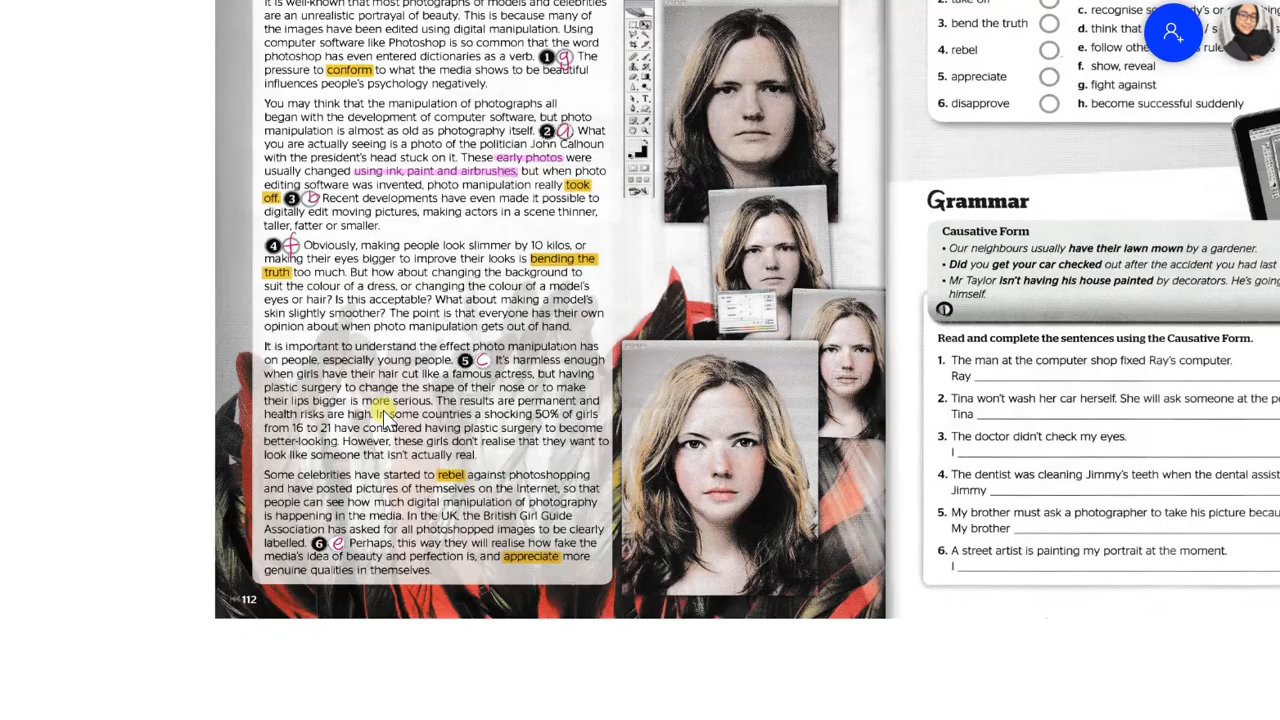 It is well-known that most photographs of models and celebrities
are an unrealistic portrayal of beauty. This is because many of
the images have been edited using digital manipulation. Using
computer software like Photoshop is so common that the word
photoshop has even entered dictionaries as a verb. 1 g The
pressure to conform to what the media shows to be beautiful
influences people's psychology negatively.
You may think that the manipulation of photographs all
began with the development of computer software, but photo
manipulation is almost as old as photography itself. 2 a What
you are actually seeing is a photo of the politician John Calhoun
with the president's head stuck on it. These early photos were
usually changed using ink, paint and airbrushes, but when photo
editing software was invented, photo manipulation really took
off. 3 b Recent developments have even made it possible to
digitally edit moving pictures, making actors in a scene thinner,
taller, fatter or smaller.
4 f Obviously, making people look slimmer by 10 kilos, or
making their eyes bigger to improve their looks is bending the
truth too much. But how about changing the background to
suit the colour of a dress, or changing the colour of a model's
eyes or hair? Is this acceptable? What about making a model's
skin slightly smoother? The point is that everyone has their own
opinion about when photo manipulation gets out of hand.
It is important to understand the effect photo manipulation has
on people, especially young people. 5 c It's harmless enough
when girls have their hair cut like a famous actress, but having
plastic surgery to change the shape of their nose or to make
their lips bigger is more serious. The results are permanent and
health risks are high. In some countries a shocking 50% of girls
from 16 to 21 have considered having plastic surgery to become
better-looking. However, these girls don't realise that they want to
look like someone that isn't actually real.
Some celebrities have started to rebel against photoshopping
and have posted pictures of themselves on the Internet, so that
people can see how much digital manipulation of photography
is happening in the media. In the UK, the British Girl Guide
Association has asked for all photoshopped images to be clearly
labelled. 6 e Perhaps, this way they will realise how fake the
media's idea of beauty and perfection is, and appreciate more
genuine qualities in themselves.
112
2. take off
3. bend the truth
4. rebel
5. appreciate
6. disapprove
c. recognise
d. think that
e. follow
f. show, reveal
g. fight against
h. become successful suddenly
Grammar
Causative Form
• Our neighbours usually have their lawn mown by a gardener.
• Did you get your car checked out after the accident you had last
• Mr Taylor isn't having his house painted by decorators. He's going
himself.
Read and complete the sentences using the Causative Form.
1. The man at the computer shop fixed Ray's computer.
Ray
2. Tina won't wash her car herself. She will ask someone at the
Tina
3. The doctor didn't check my eyes.
I
4. The dentist was cleaning Jimmy's teeth when the dental
Jimmy
5. My brother must ask a photographer to take his picture
My brother
6. A street artist is painting my portrait at the moment.
I